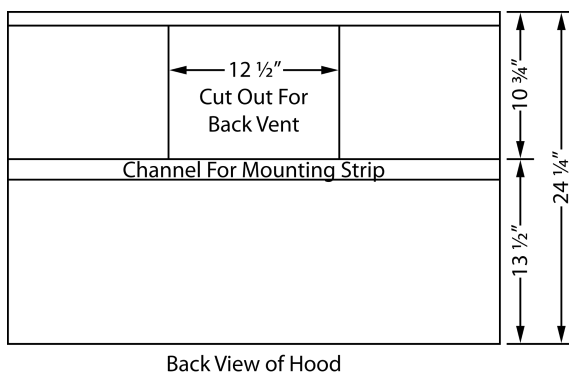 12 ½”
Cut Out For
Back Vent
Channel For Mounting Strip
10 ¾”
13 ½”
24 ¼”
Back View of Hood